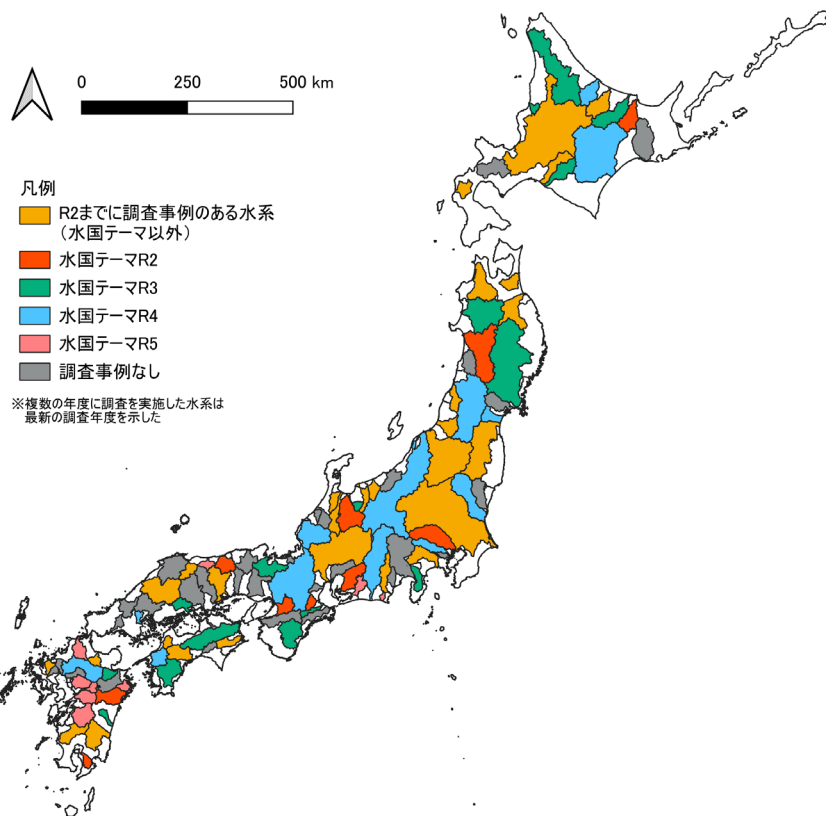 0 250 500 km
凡例
R2までに調査事例のある水系
（水国テーマ以外）
水国テーマR2
水国テーマR3
水国テーマR4
水国テーマR5
調査事例なし
※複数の年度に調査を実施した水系は
最新の調査年度を示した